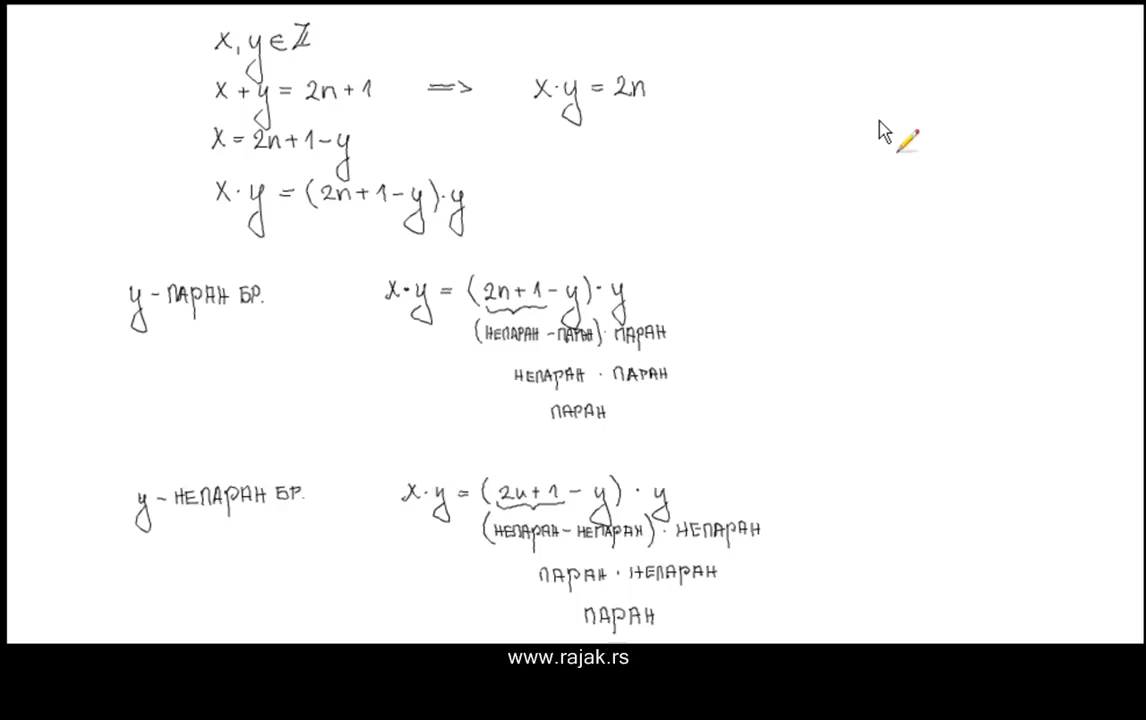 x, y ∈ ℤ
x + y = 2n + 1 ⟹ x · y = 2n
x = 2n + 1 – y
x · y = (2n + 1 – y) · y
y – ПАРАН БР. x · y = (2n + 1 – y) · y
(НЕПАРАН – ПАРАН) · ПАРАН
НЕПАРАН · ПАРАН
ПАРАН
y – НЕПАРАН БР. x · y = (2n + 1 – y) · y
(НЕПАРАН – НЕПАРАН) · НЕПАРАН
ПАРАН · НЕПАРАН
ПАРАН
www.rajak.rs